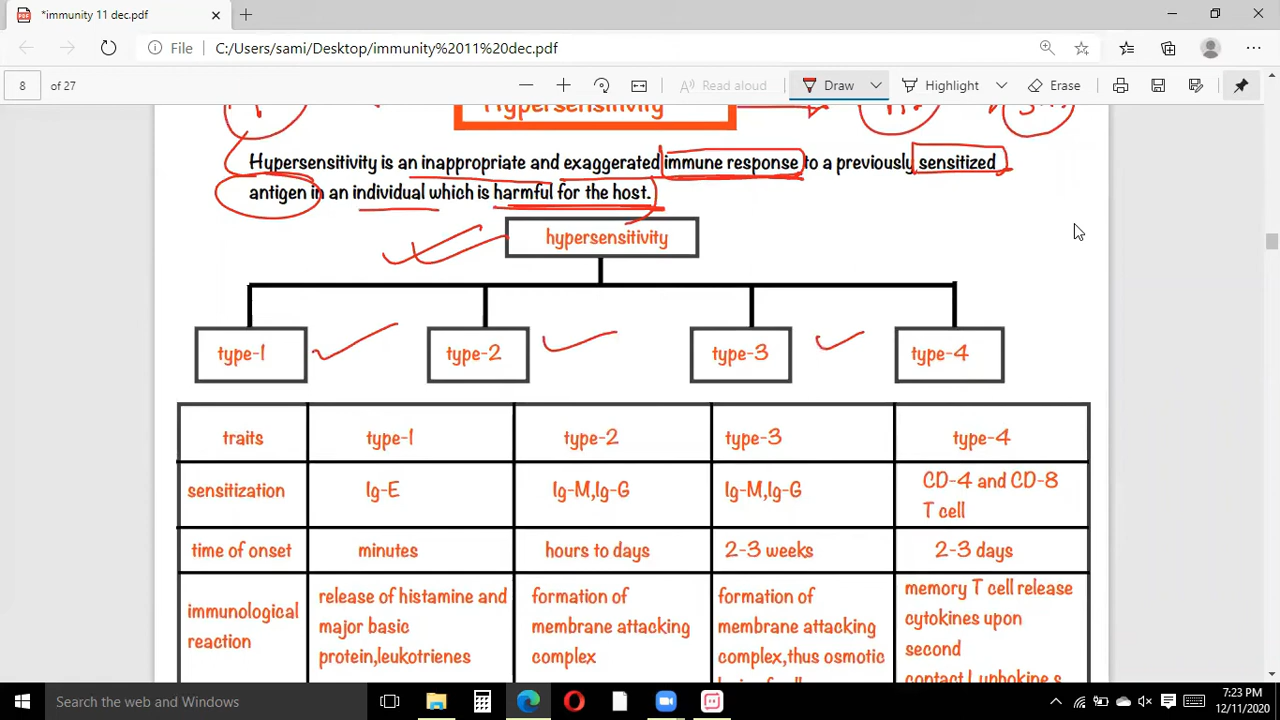 *immunity 11 dec.pdf
File C:/Users/sami/Desktop/immunity%2011%20dec.pdf
8 of 27 Read aloud Draw Highlight Erase
Hypersensitivity
Hypersensitivity is an inappropriate and exaggerated immune response to a previously sensitized
antigen in an individual which is harmful for the host.
hypersensitivity
type-1 type-2 type-3 type-4
traits type-1 type-2 type-3 type-4
sensitization Ig-E Ig-M,Ig-G Ig-M,Ig-G CD-4 and CD-8
T cell
time of onset minutes hours to days 2-3 weeks 2-3 days
immunological
reaction
release of histamine and
major basic
protein,leukotrienes
formation of
membrane attacking
complex
formation of
membrane attacking
complex,thus osmotic
memory T cell release
cytokines upon
second
contact
Search the web and Windows
7:23 PM
12/11/2020